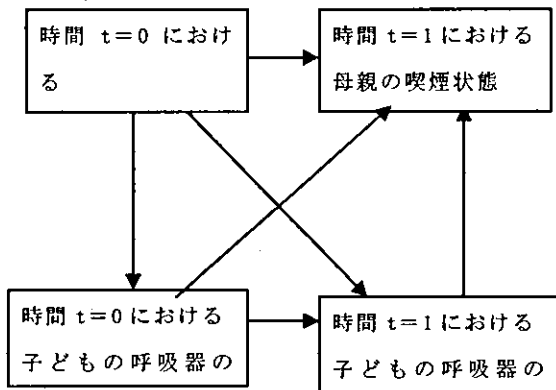 時間 t=0 におけ
る
時間 t=1 における
母親の喫煙状態
時間 t=0 における
子どもの呼吸器の
時間 t=1 における
子どもの呼吸器の